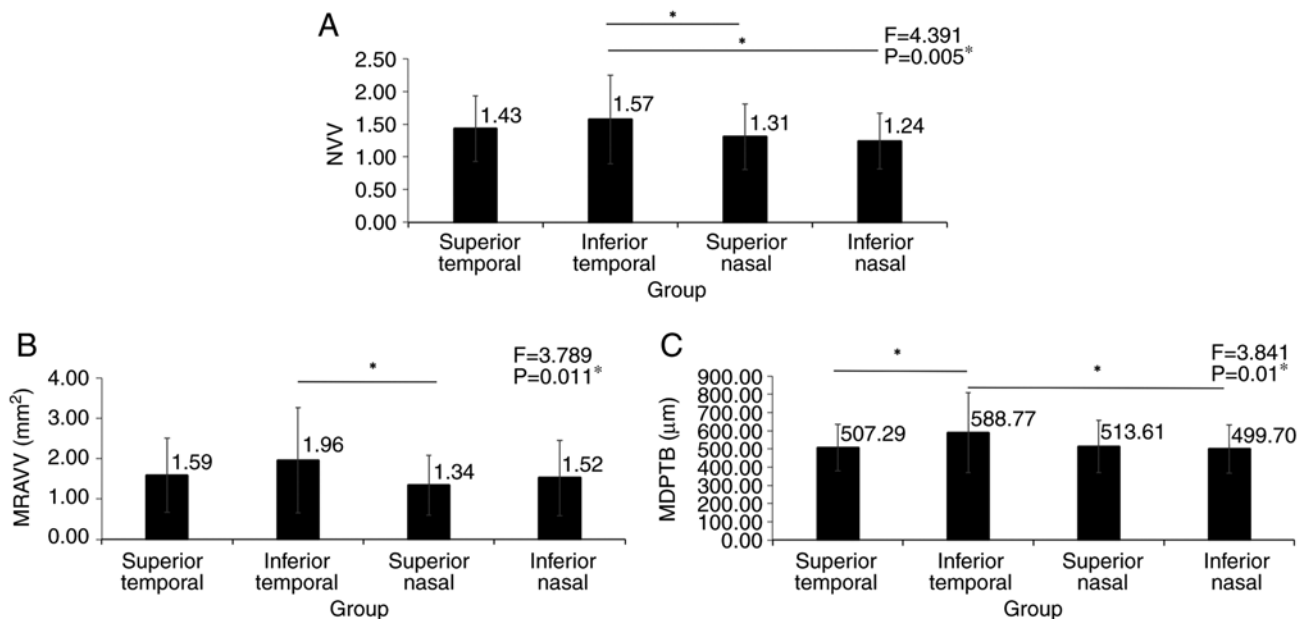 A
*
*
F=4.391
P=0.005*
2.50
2.00
1.50
1.00
0.50
0.00
NVV
1.43
1.57
1.31
1.24
Superior temporal
Inferior temporal
Superior nasal
Inferior nasal
Group
B
*
F=3.789
P=0.011*
4.00
3.00
2.00
1.00
0.00
MRAVV (mm²)
1.59
1.96
1.34
1.52
Superior temporal
Inferior temporal
Superior nasal
Inferior nasal
Group
C
*
*
F=3.841
P=0.01*
900.00
800.00
700.00
600.00
500.00
400.00
300.00
200.00
100.00
0.00
MDPTB (µm)
507.29
588.77
513.61
499.70
Superior temporal
Inferior temporal
Superior nasal
Inferior nasal
Group